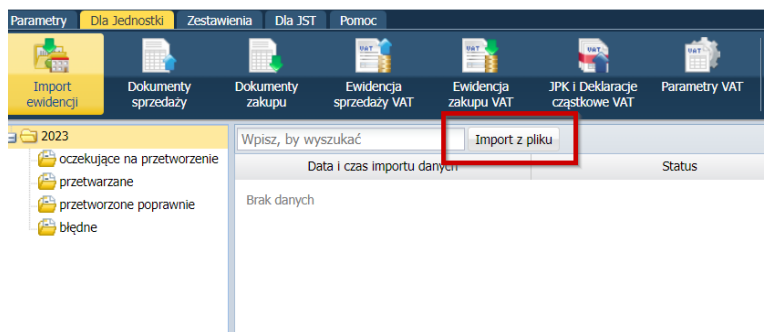 Parametry Dla Jednostki Zestawienia Dla JST Pomoc
Import ewidencji
Dokumenty sprzedaży
Dokumenty zakupu
Ewidencja sprzedaży VAT
Ewidencja zakupu VAT
JPK i Deklaracje cząstkowe VAT
Parametry VAT
2023
oczekujące na przetworzenie
przetwarzane
przetworzone poprawnie
błędne
Wpisz, by wyszukać Import z pliku
Data i czas importu danych Status
Brak danych